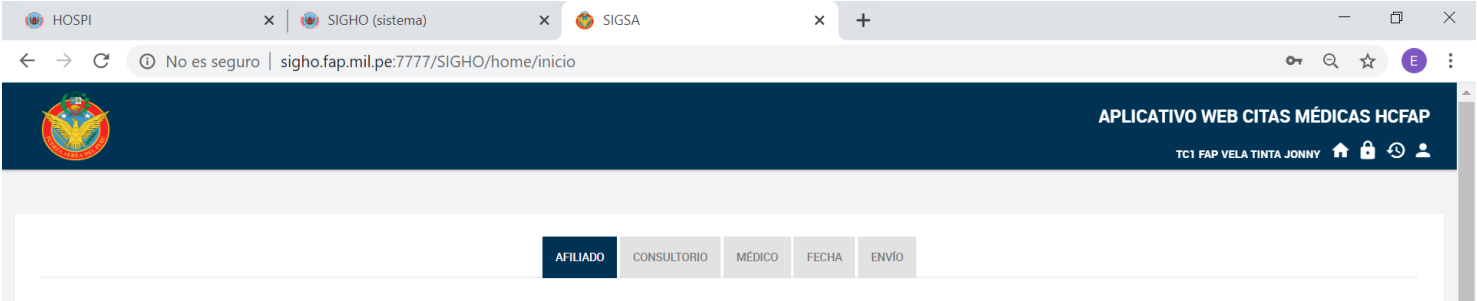 HOSPI
SIGHO (sistema)
SIGSA
No es seguro | sigho.fap.mil.pe:7777/SIGHO/home/inicio
E
APLICATIVO WEB CITAS MÉDICAS HCFAP
TC1 FAP VELA TINTA JONNY
AFILIADO CONSULTORIO MÉDICO FECHA ENVÍO